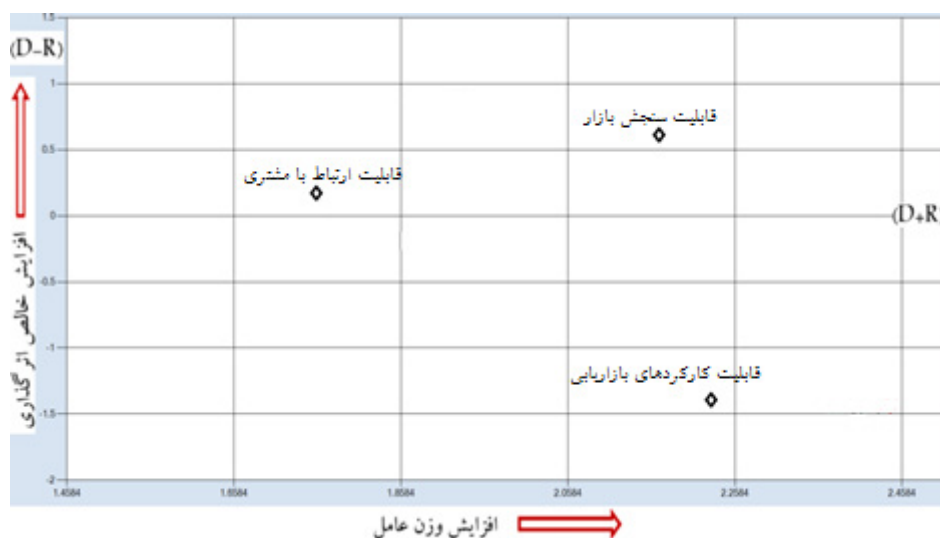 1.5
(D-R)
1
قابلیت سنجش بازار
0.5
قابلیت ارتباط با مشتری
0
(D+R)
افزایش خالص اثرگذاری
-0.5
-1
قابلیت کارکردهای بازاریابی
-1.5
-2
1.4584 1.6584 1.8584 2.0584 2.2584 2.4584
افزایش وزن عامل